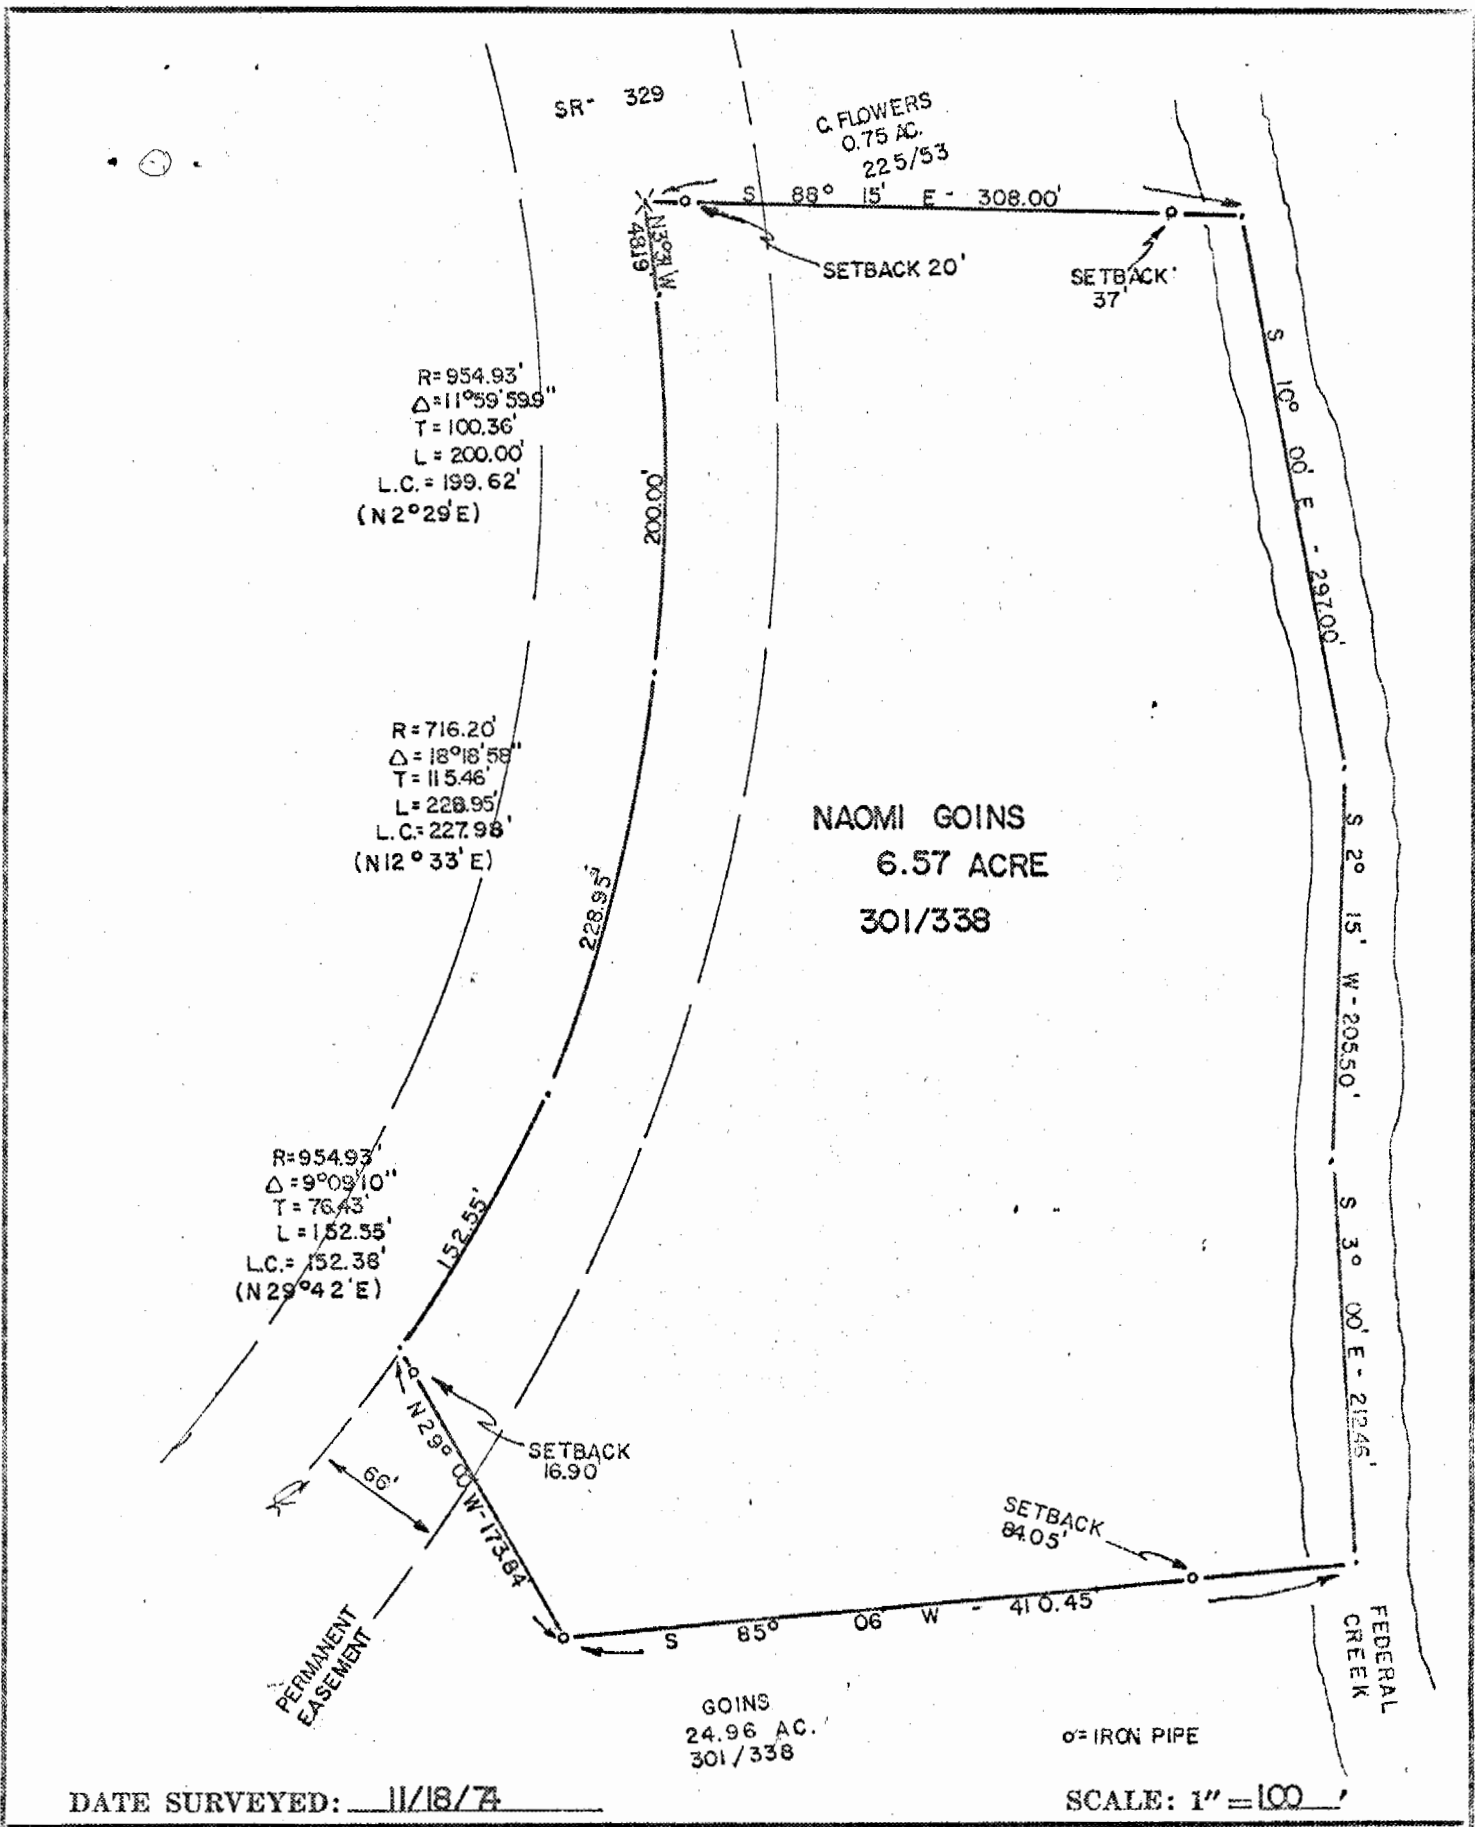 SR- 329
C. FLOWERS
0.75 AC.
225/53
S 88° 15' E - 308.00'
N3°31'W
48.19
SETBACK 20'
SETBACK
37'
R=954.93'
Δ=11°59'59.9"
T=100.36'
L=200.00'
L.C.=199.62'
(N2°29'E)
200.00'
S 10° 00' E - 297.00'
R=716.20'
Δ=18°18'58"
T=115.46'
L=228.95'
L.C.=227.98'
(N12°33'E)
228.95'
NAOMI GOINS
6.57 ACRE
301/338
S 2° 15' W-205.50'
R=954.93'
Δ=9°09'10"
T=76.43'
L=152.55'
L.C.=152.38'
(N29°42'E)
152.55'
S 3° 00' E - 212.46'
SETBACK
16.90'
N29° 00 W-173.84'
66'
SETBACK
84.05'
S 85° 06' W - 410.45'
PERMANENT
EASEMENT
FEDERAL
CREEK
GOINS
24.96 AC.
301/338
o=IRON PIPE
DATE SURVEYED: 11/18/74
SCALE: 1"=100'